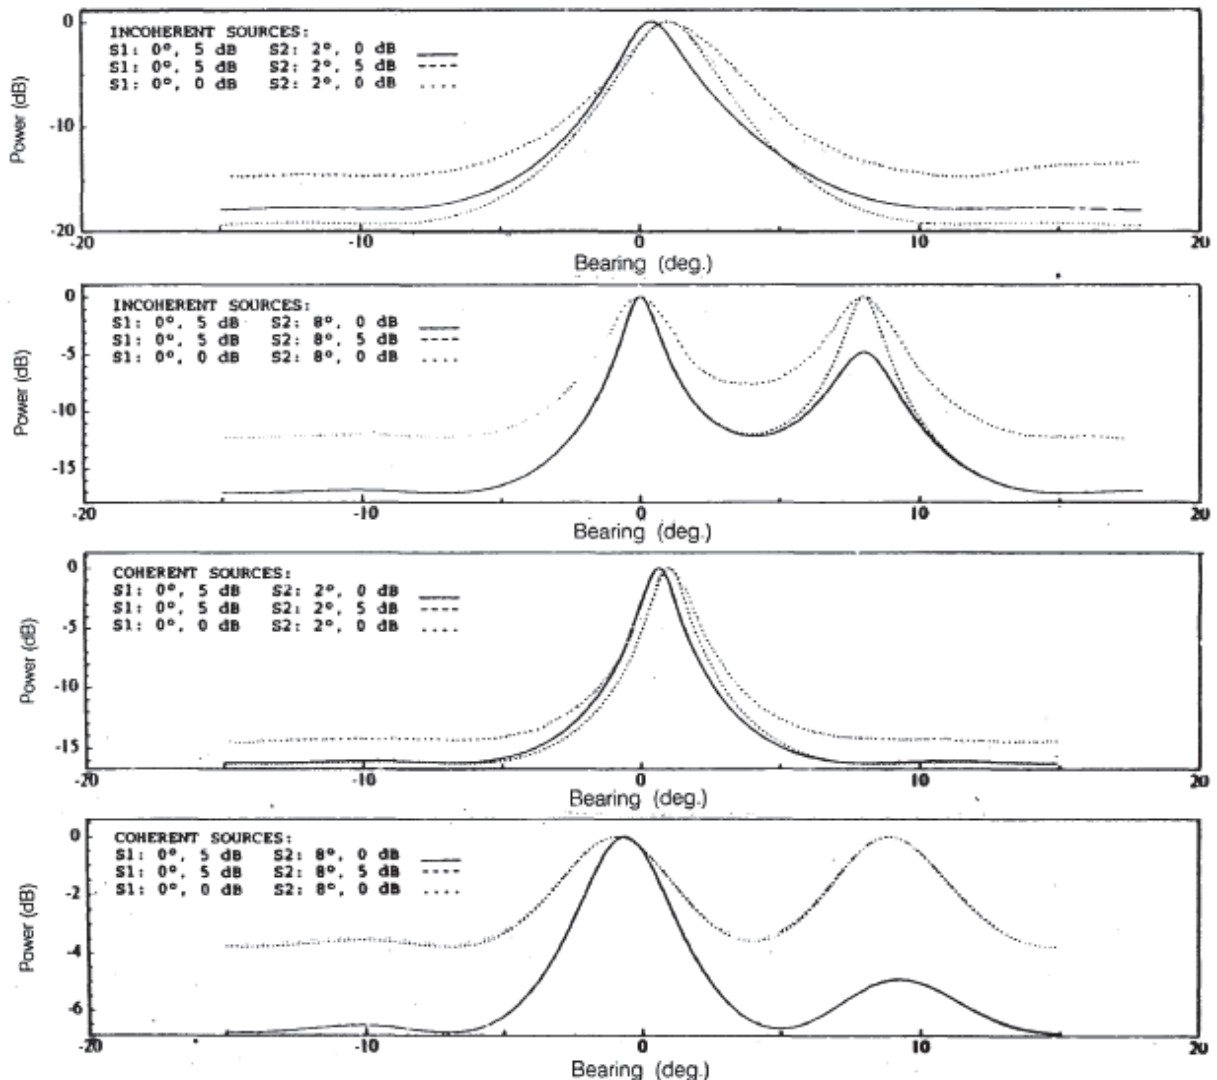 INCOHERENT SOURCES:
S1: 0°, 5 dB S2: 2°, 0 dB
S1: 0°, 5 dB S2: 2°, 5 dB
S1: 0°, 0 dB S2: 2°, 0 dB
Power (dB)
0
-10
-20
-20 -10 0 10 20
Bearing (deg.)
INCOHERENT SOURCES:
S1: 0°, 5 dB S2: 8°, 0 dB
S1: 0°, 5 dB S2: 8°, 5 dB
S1: 0°, 0 dB S2: 8°, 0 dB
Power (dB)
0
-5
-10
-15
-20 -10 0 10 20
Bearing (deg.)
COHERENT SOURCES:
S1: 0°, 5 dB S2: 2°, 0 dB
S1: 0°, 5 dB S2: 2°, 5 dB
S1: 0°, 0 dB S2: 2°, 0 dB
Power (dB)
0
-5
-10
-15
-20 -10 0 10 20
Bearing (deg.)
COHERENT SOURCES:
S1: 0°, 5 dB S2: 8°, 0 dB
S1: 0°, 5 dB S2: 8°, 5 dB
S1: 0°, 0 dB S2: 8°, 0 dB
Power (dB)
0
-2
-4
-6
-20 -10 0 10 20
Bearing (deg.)